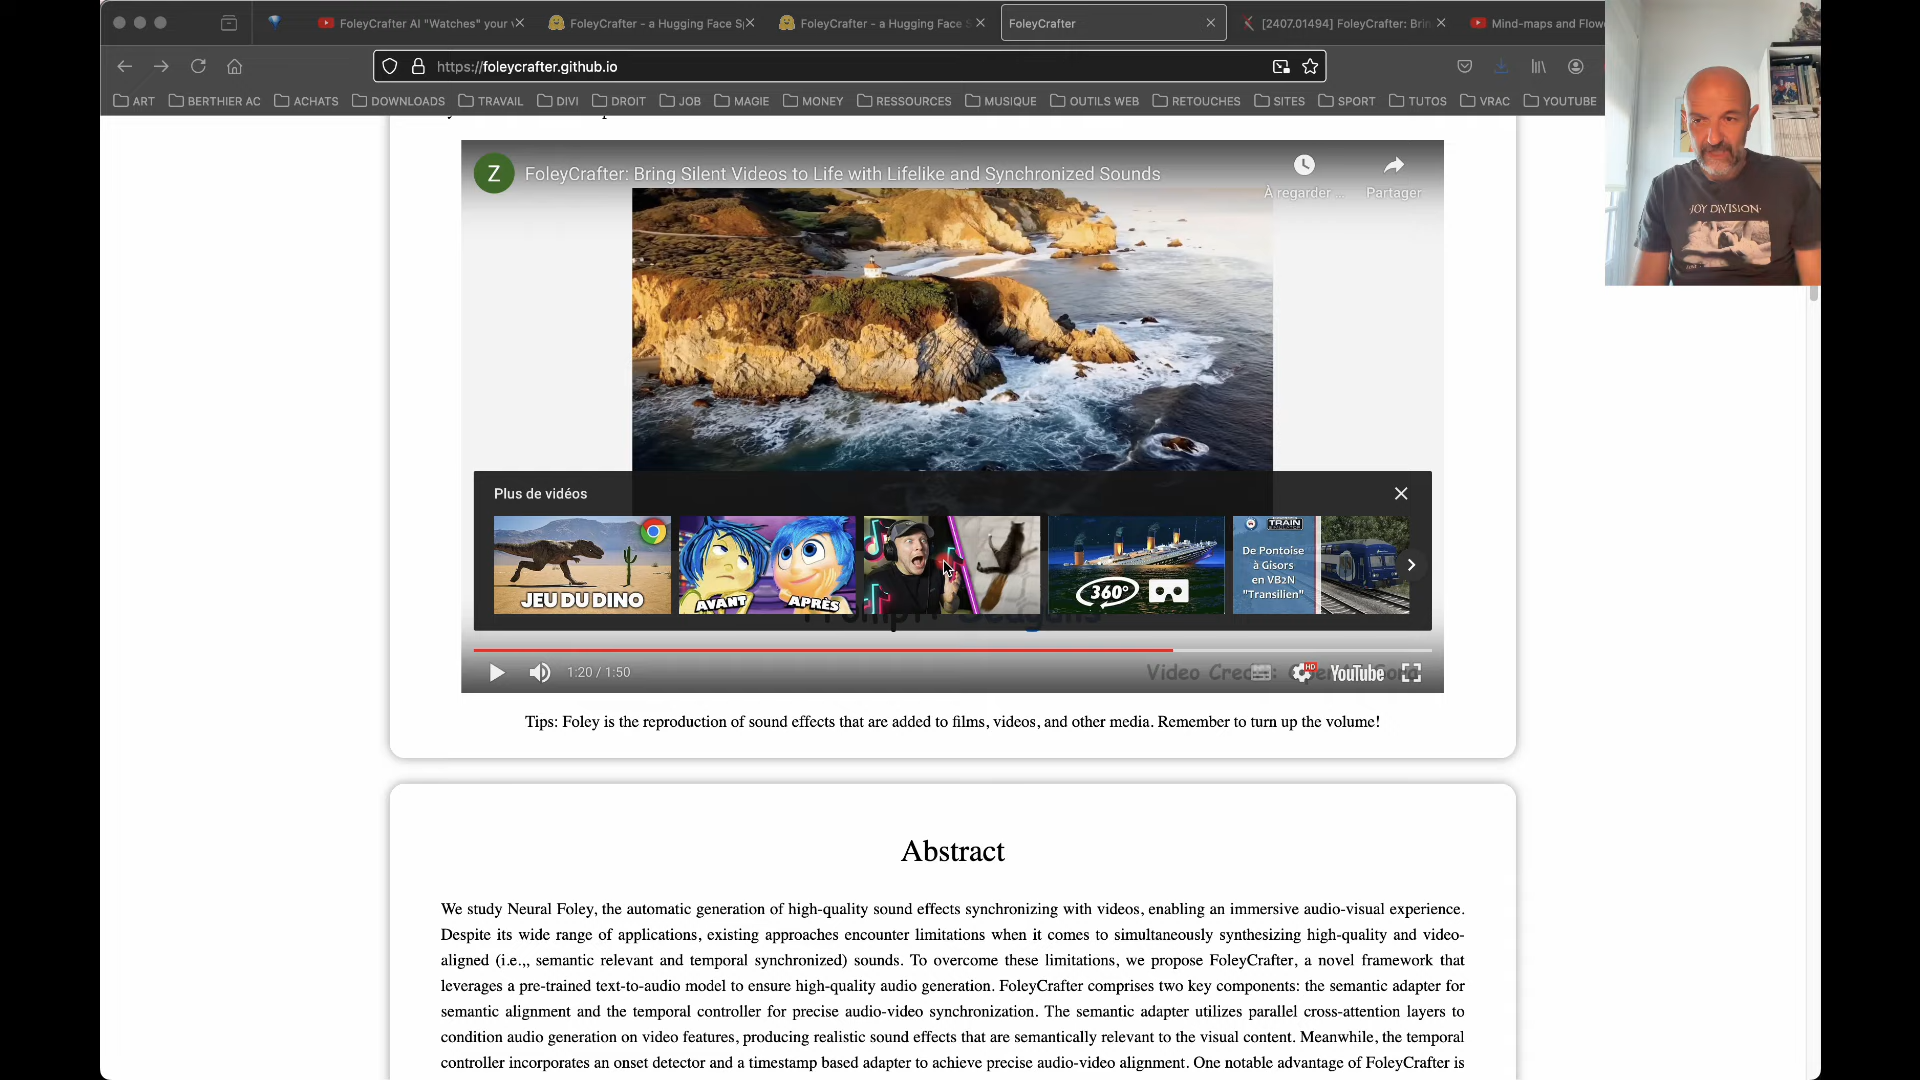 FoleyCrafter AI "Watches" your
FoleyCrafter - a Hugging Face S
FoleyCrafter - a Hugging Face S
FoleyCrafter
[2407.01494] FoleyCrafter: Brin
Mind-maps and Flow
https://foleycrafter.github.io
ART
BERTHIER AC
ACHATS
DOWNLOADS
TRAVAIL
DIVI
DROIT
JOB
MAGIE
MONEY
RESSOURCES
MUSIQUE
OUTILS WEB
RETOUCHES
SITES
SPORT
TUTOS
VRAC
YOUTUBE
JOY DIVISION
Z
FoleyCrafter: Bring Silent Videos to Life with Lifelike and Synchronized Sounds
À regarder ...
Partager
Plus de vidéos
JEU DU DINO
AVANT
APRÈS
360°
TRAIN
De Pontoise
à Gisors
en VB2N
"Transilien"
Prompt: Seagulls
1:20 / 1:50
Video Credit:
HD
YouTube
Tips: Foley is the reproduction of sound effects that are added to films, videos, and other media. Remember to turn up the volume!
Abstract
We study Neural Foley, the automatic generation of high-quality sound effects synchronizing with videos, enabling an immersive audio-visual experience.
Despite its wide range of applications, existing approaches encounter limitations when it comes to simultaneously synthesizing high-quality and video-
aligned (i.e.,, semantic relevant and temporal synchronized) sounds. To overcome these limitations, we propose FoleyCrafter, a novel framework that
leverages a pre-trained text-to-audio model to ensure high-quality audio generation. FoleyCrafter comprises two key components: the semantic adapter for
semantic alignment and the temporal controller for precise audio-video synchronization. The semantic adapter utilizes parallel cross-attention layers to
condition audio generation on video features, producing realistic sound effects that are semantically relevant to the visual content. Meanwhile, the temporal
controller incorporates an onset detector and a timestamp based adapter to achieve precise audio-video alignment. One notable advantage of FoleyCrafter is